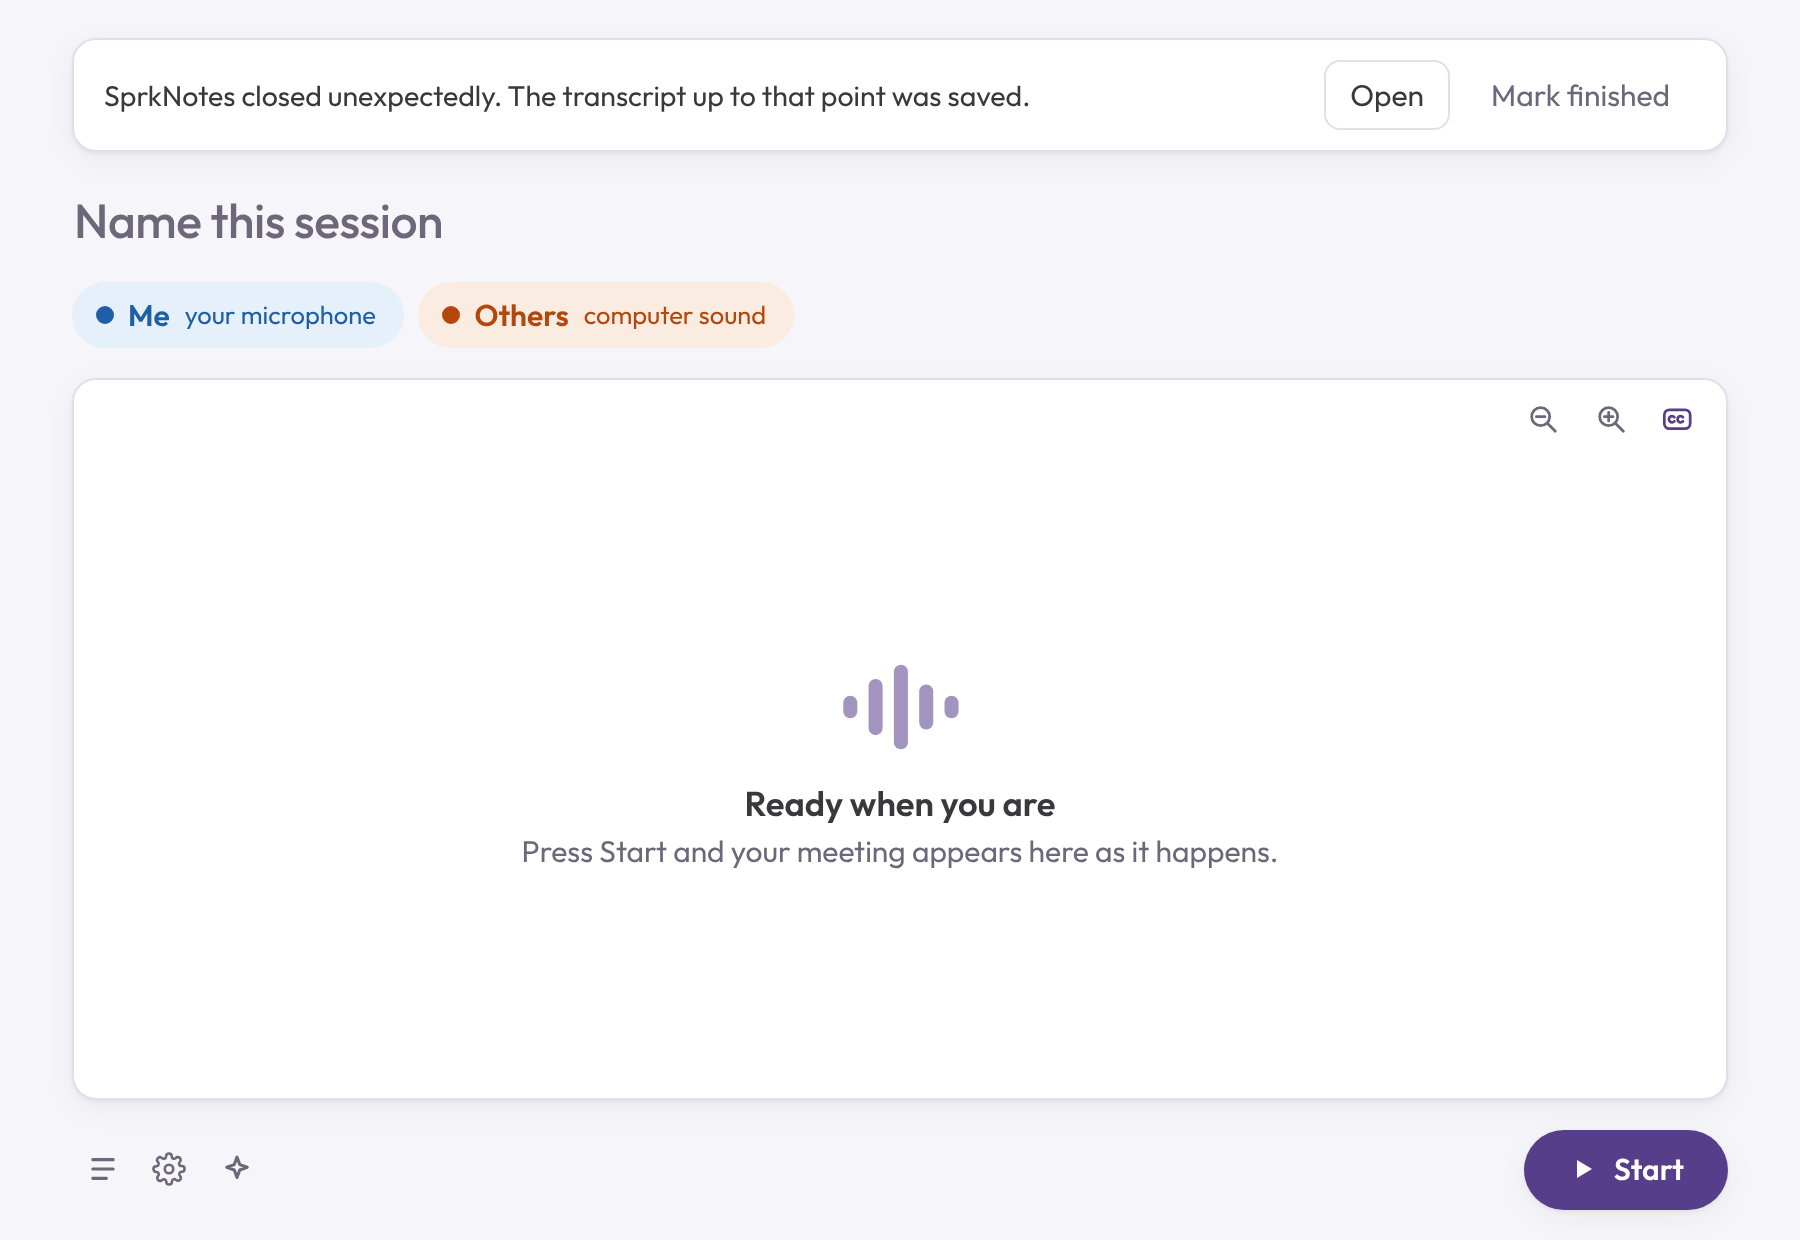 SprkNotes closed unexpectedly. The transcript up to that point was saved.
Open
Mark finished
Name this session
Me your microphone
Others computer sound
CC
Ready when you are
Press Start and your meeting appears here as it happens.
Start